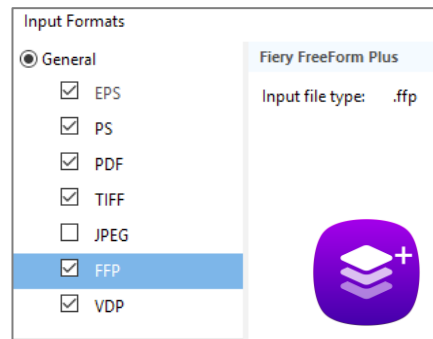 Input Formats
General
EPS
PS
PDF
TIFF
JPEG
FFP
VDP
Fiery FreeForm Plus
Input file type: .ffp